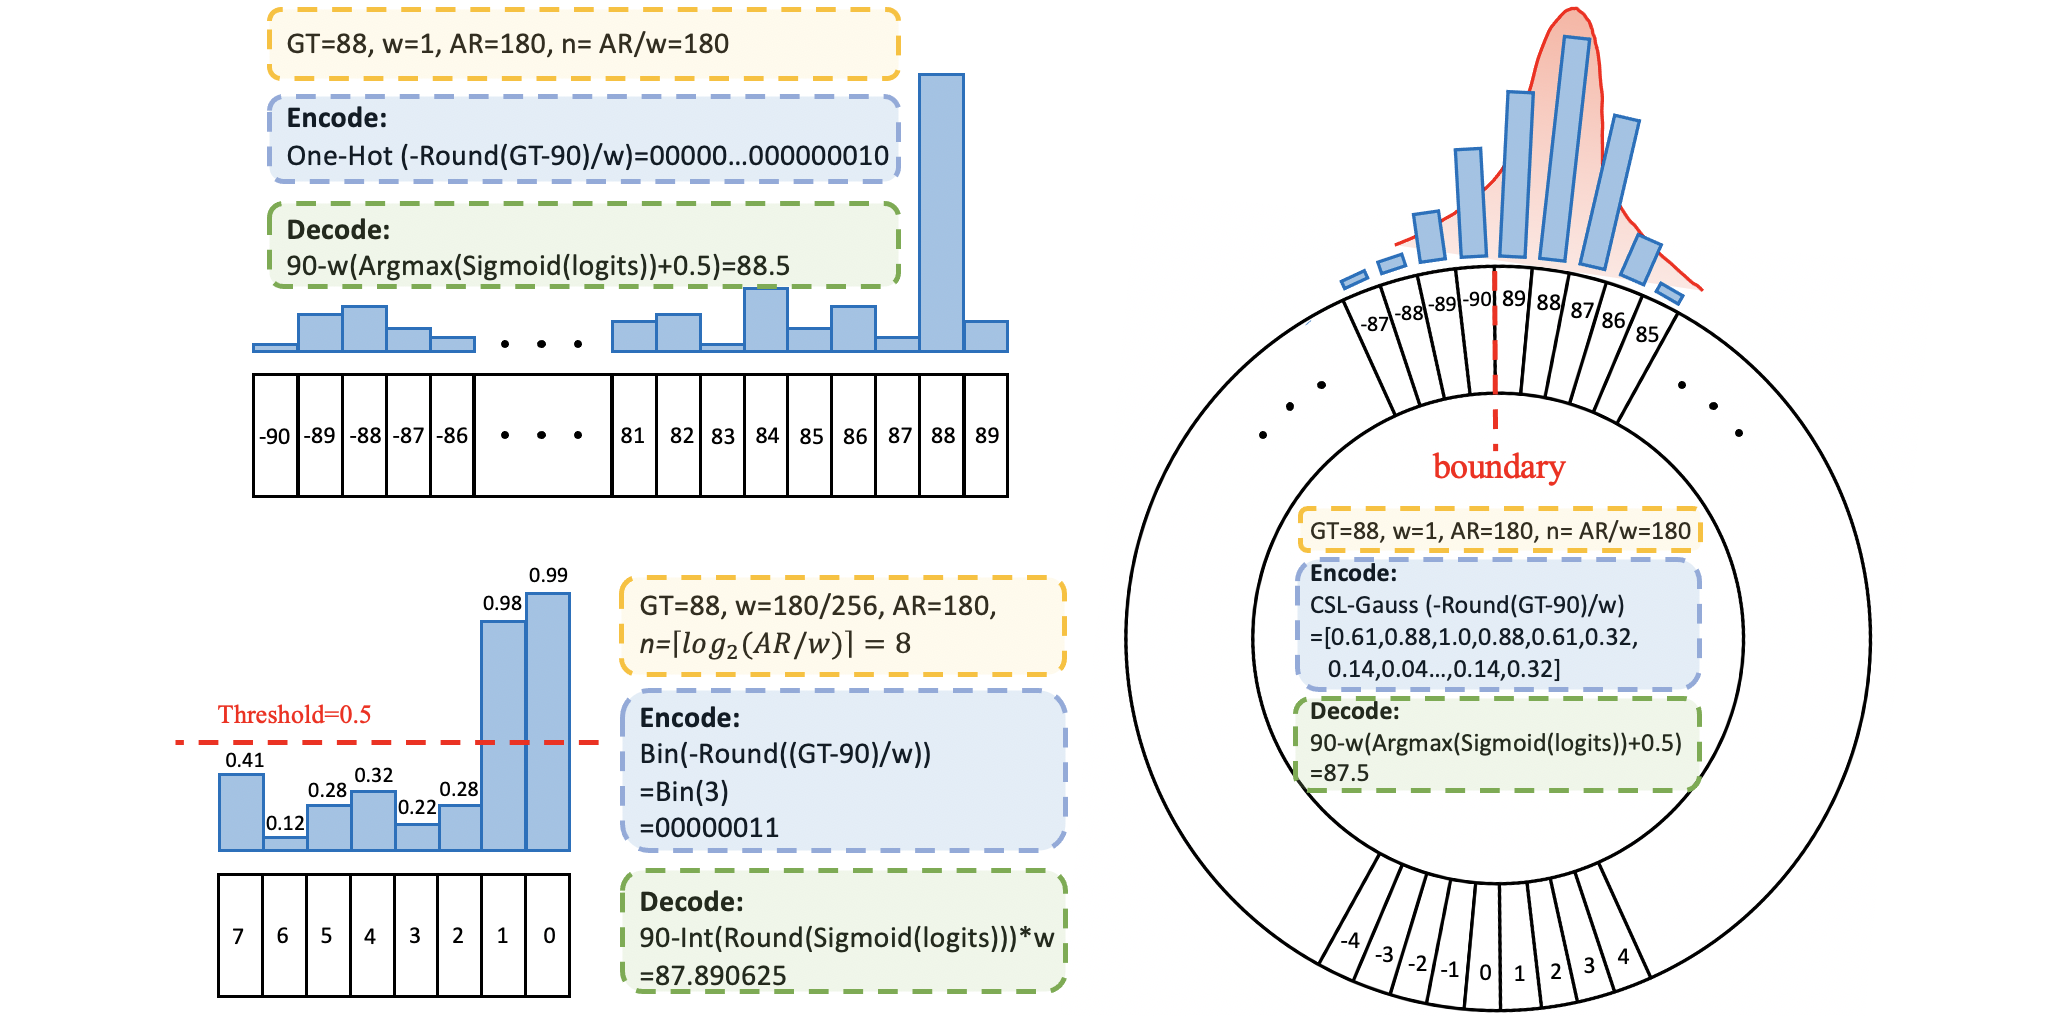 GT=88, w=1, AR=180, n= AR/w=180
Encode:
One-Hot (-Round(GT-90)/w)=00000...000000010
Decode:
90-w(Argmax(Sigmoid(logits))+0.5)=88.5
-90 -89 -88 -87 -86 81 82 83 84 85 86 87 88 89
0.41 0.12 0.28 0.32 0.22 0.28 0.98 0.99
Threshold=0.5
7 6 5 4 3 2 1 0
GT=88, w=180/256, AR=180,
n=⌈log₂(AR/w)⌉ = 8
Encode:
Bin(-Round((GT-90)/w))
=Bin(3)
=00000011
Decode:
90-Int(Round(Sigmoid(logits)))*w
=87.890625
-87 -88 -89 -90 89 88 87 86 85
boundary
GT=88, w=1, AR=180, n= AR/w=180
Encode:
CSL-Gauss (-Round(GT-90)/w)
=[0.61,0.88,1.0,0.88,0.61,0.32,
0.14,0.04...,0.14,0.32]
Decode:
90-w(Argmax(Sigmoid(logits))+0.5)
=87.5
-4 -3 -2 -1 0 1 2 3 4